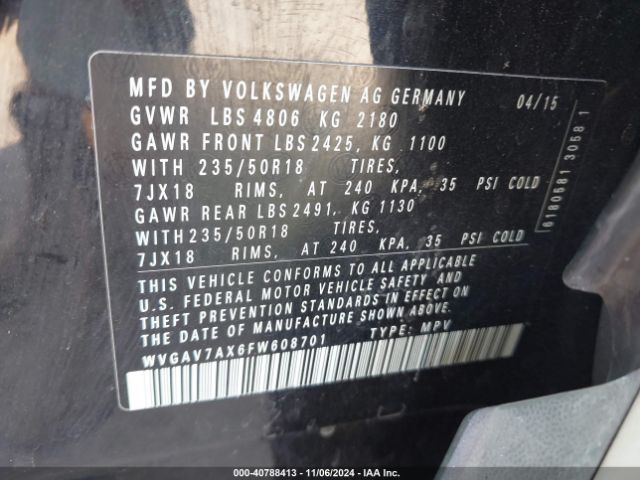 MFD BY VOLKSWAGEN AG GERMANY 04/15
GVWR LBS 4806 KG 2180
GAWR FRONT LBS 2425, KG 1100
WITH 235/50R18 TIRES,
7JX18 RIMS, AT 240 KPA, 35 PSI COLD
GAWR REAR LBS 2491, KG 1130
WITH 235/50R18 TIRES,
7JX18 RIMS, AT 240 KPA, 35 PSI COLD
THIS VEHICLE CONFORMS TO ALL APPLICABLE
U.S. FEDERAL MOTOR VEHICLE SAFETY AND
THEFT PREVENTION STANDARDS IN EFFECT ON
THE DATE OF MANUFACTURE SHOWN ABOVE.
WVGAV7AX6FW608701 TYPE: MPV
000-40788413 - 11/06/2024 - IAA Inc.